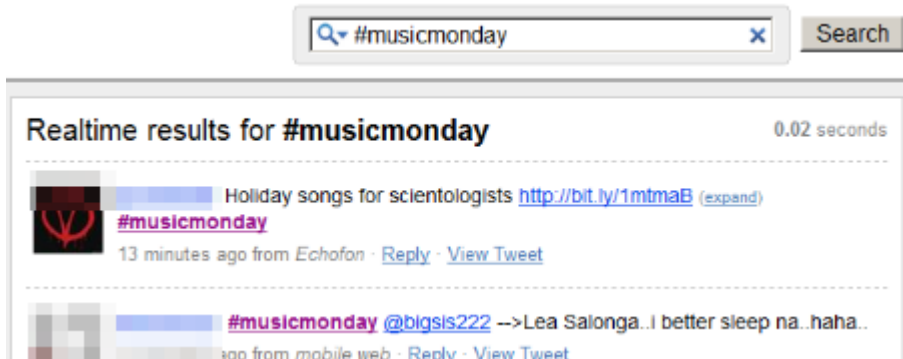 #musicmonday
Search
Realtime results for #musicmonday
0.02 seconds
Holiday songs for scientologists http://bit.ly/1mtmaB (expand)
#musicmonday
13 minutes ago from Echofon · Reply · View Tweet
#musicmonday @bigsis222 -->Lea Salonga..i better sleep na..haha..
ago from mobile web · Reply · View Tweet